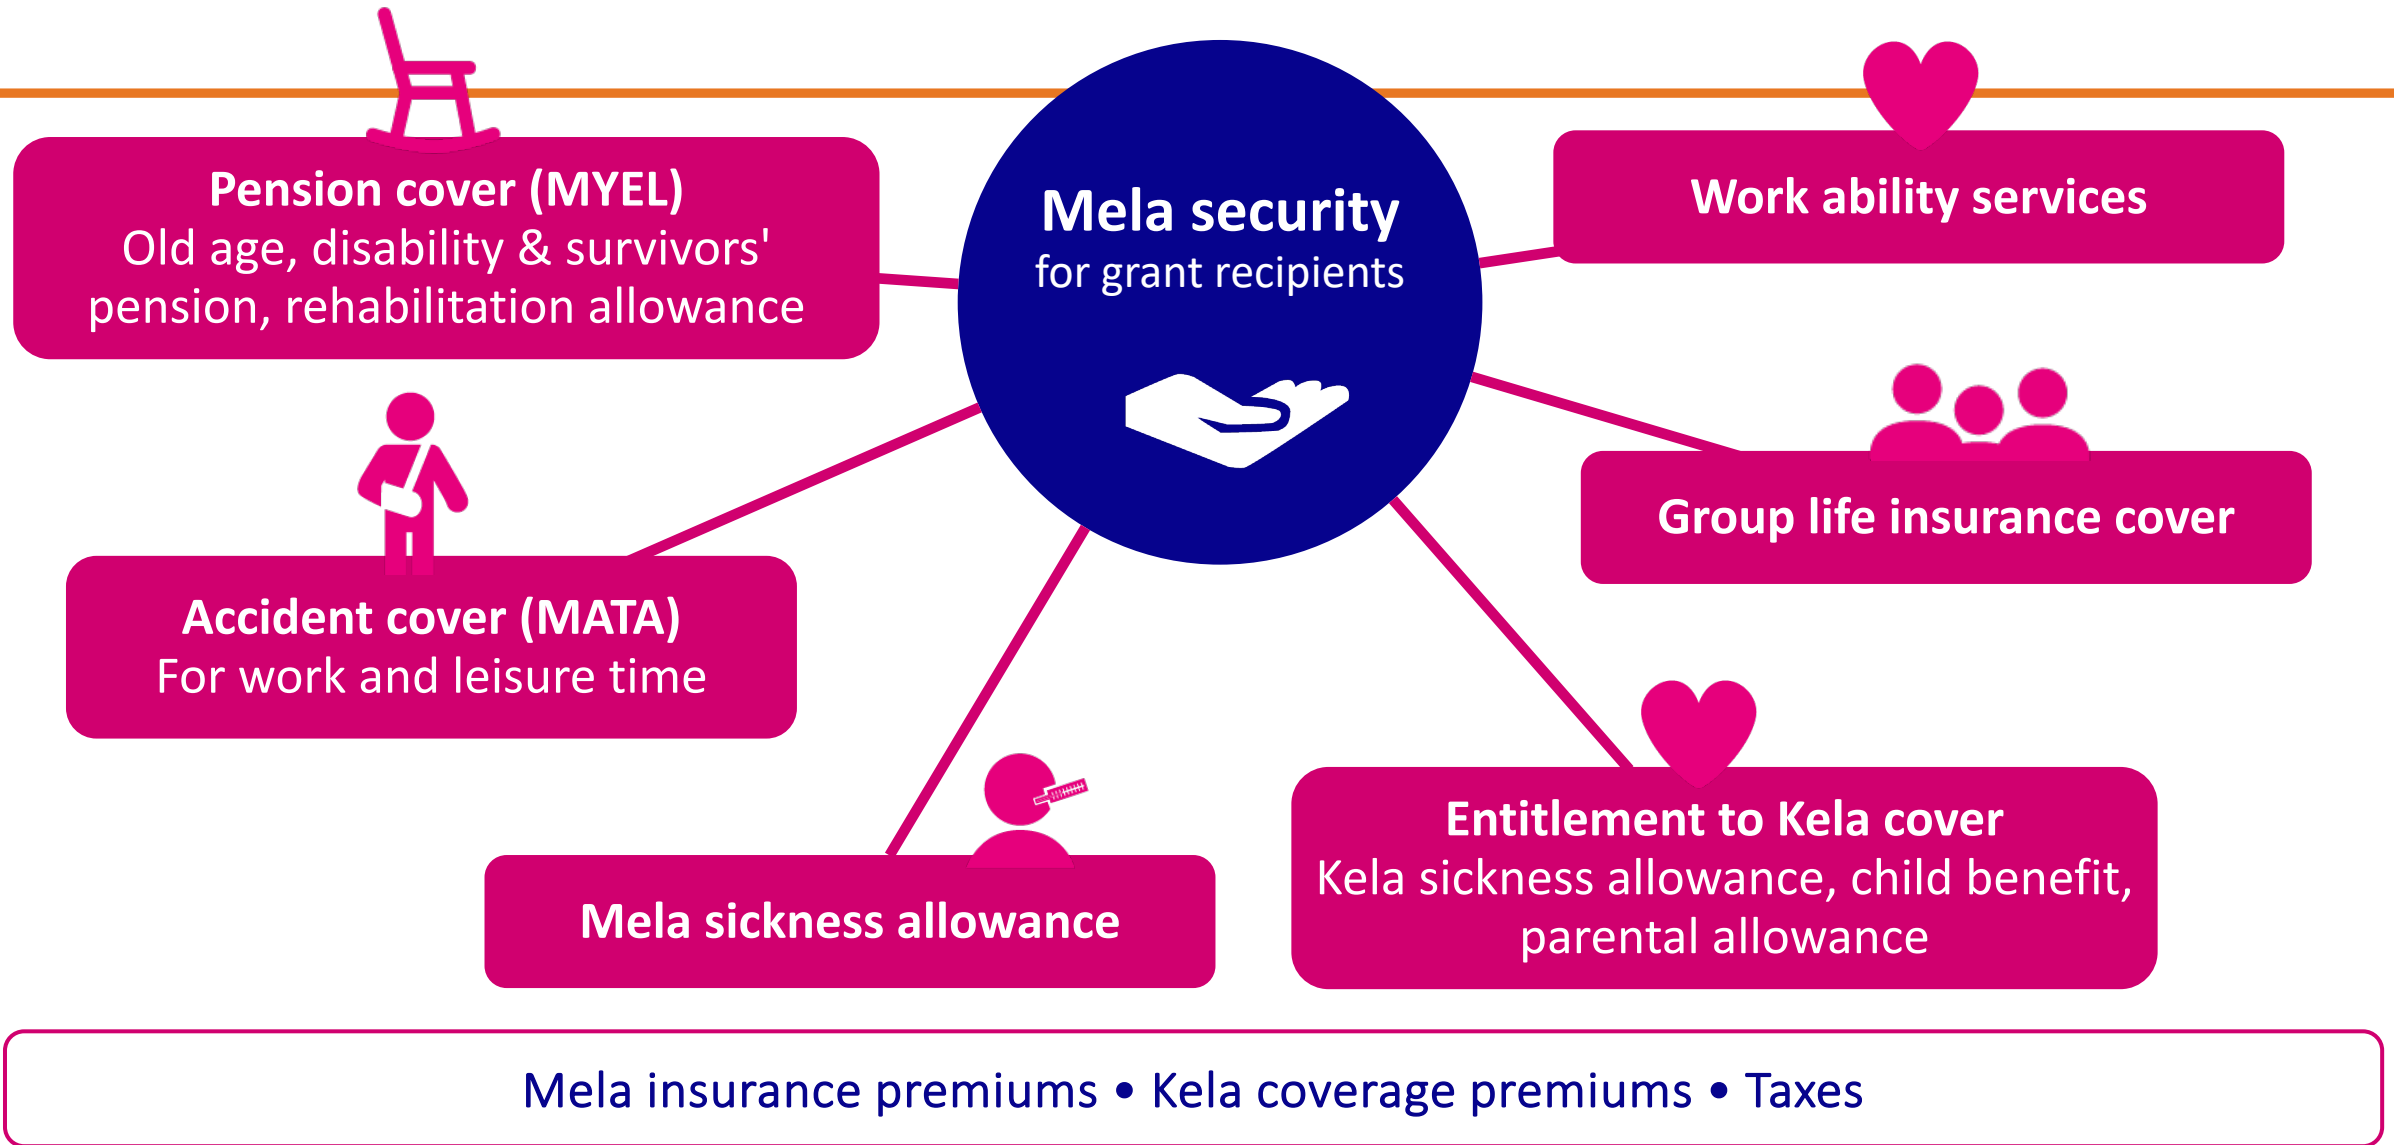 Mela security
for grant recipients
Pension cover (MYEL)
Old age, disability & survivors'
pension, rehabilitation allowance
Accident cover (MATA)
For work and leisure time
Mela sickness allowance
Work ability services
Group life insurance cover
Entitlement to Kela cover
Kela sickness allowance, child benefit,
parental allowance
Mela insurance premiums • Kela coverage premiums • Taxes